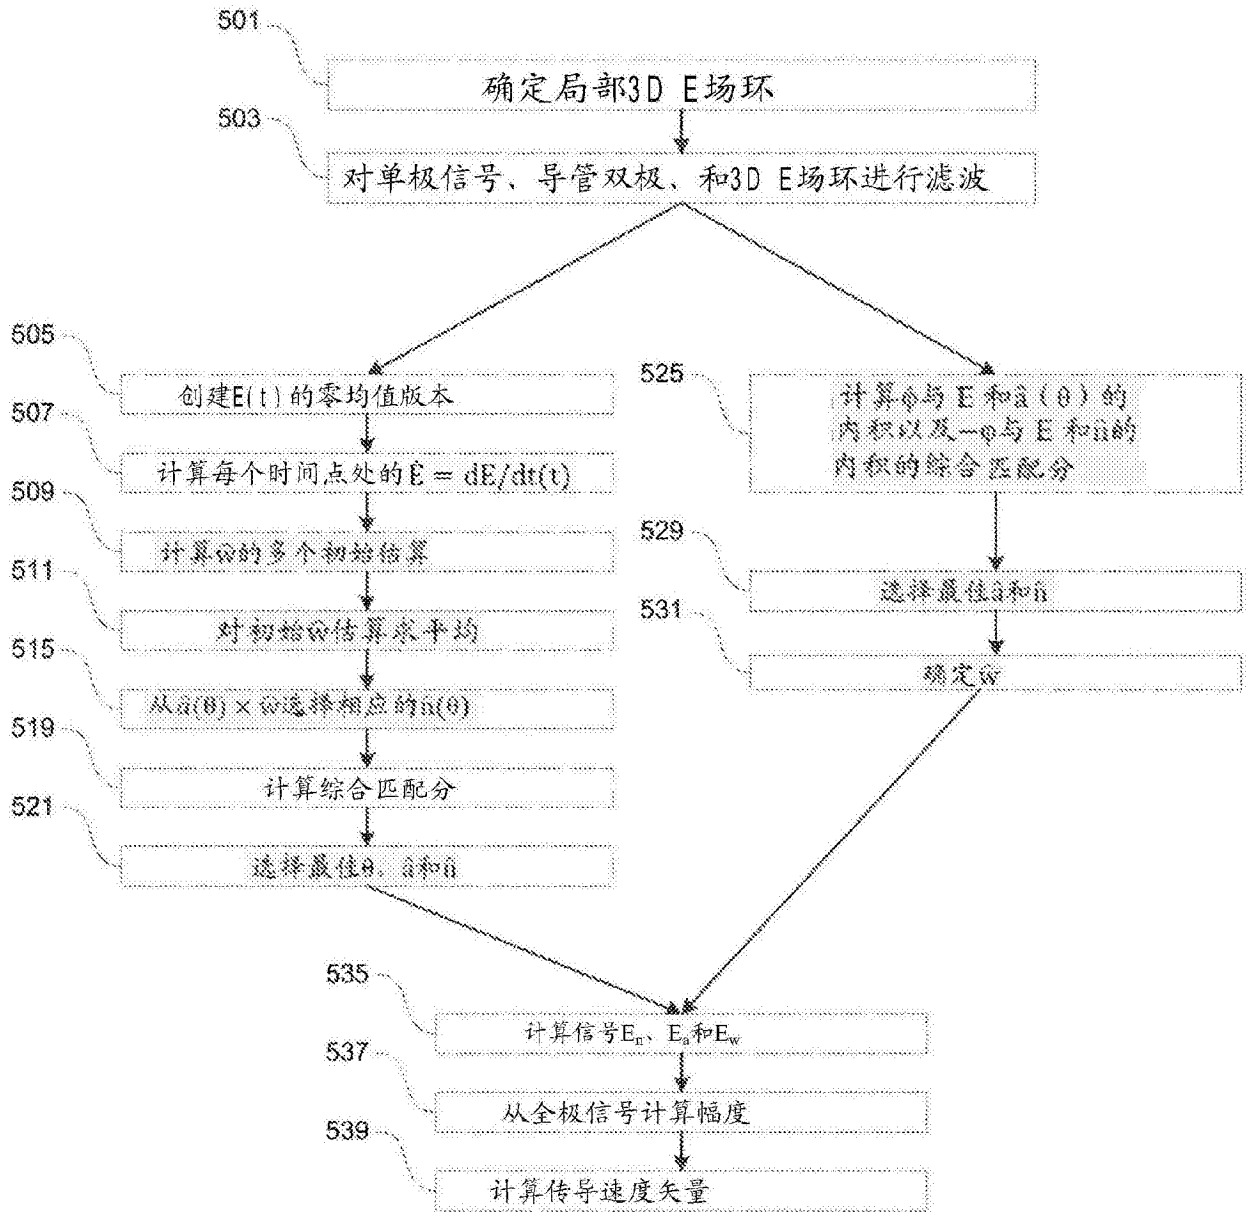 501
确定局部3D E场环
503
对单极信号、导管双极、和3D E场环进行滤波
505
创建E(t)的零均值版本
507
计算每个时间点处的Ė = dE/dt(t)
509
计算ŵ的多个初始估算
511
对初始ŵ估算求平均
515
从â(θ) × ŵ选择相应的n̂(θ)
519
计算综合匹配分
521
选择最佳θ、â和n̂
525
计算φ̇与 E 和â(θ)的
内积以及-φ与 E 和n̂的
内积的综合匹配分
529
选择最佳â和n̂
531
确定ŵ
535
计算信号Eₙ、Eₐ和E_w
537
从全极信号计算幅度
539
计算传导速度矢量